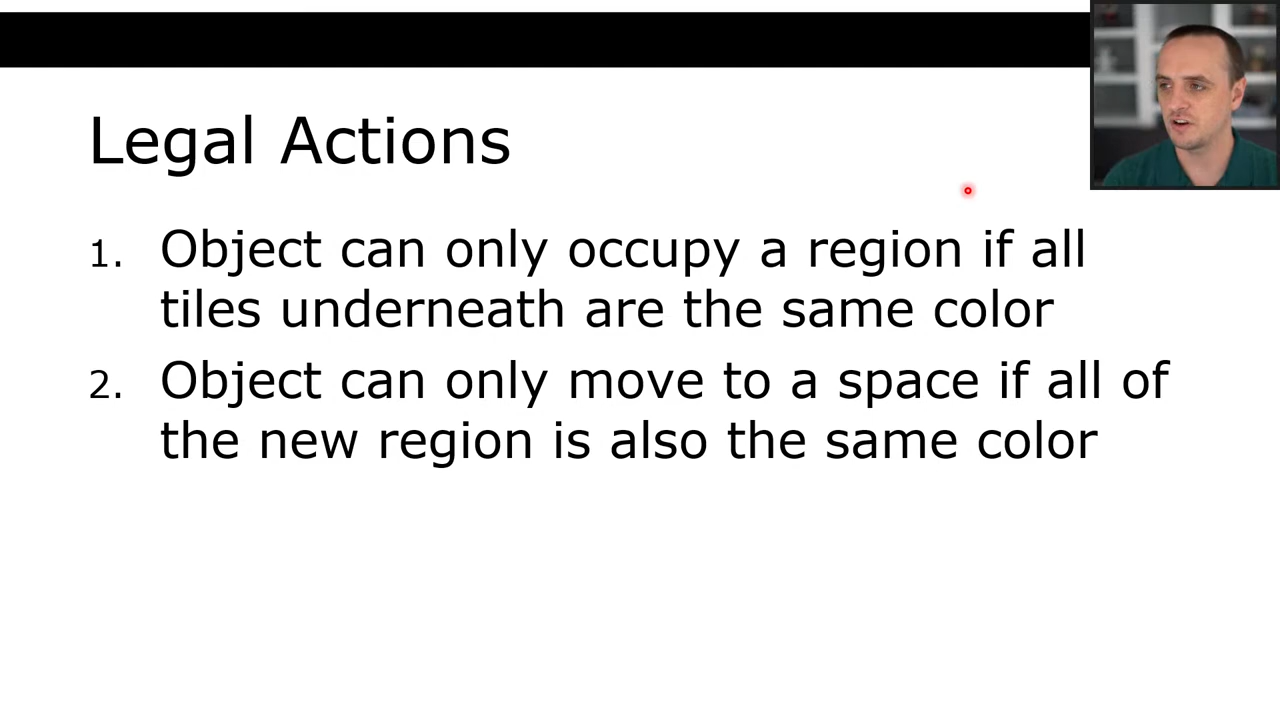 Legal Actions
1. Object can only occupy a region if all
tiles underneath are the same color
2. Object can only move to a space if all of
the new region is also the same color